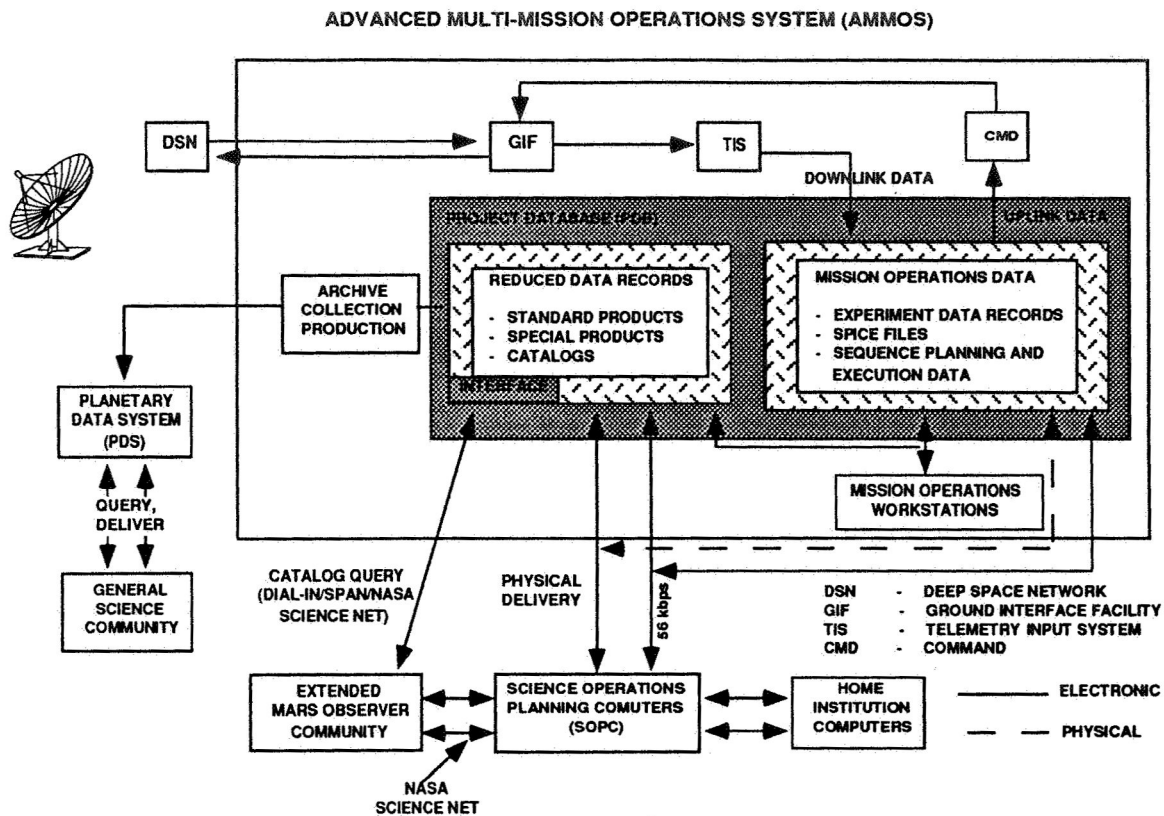 ADVANCED MULTI-MISSION OPERATIONS SYSTEM (AMMOS)
DSN
GIF
TIS
CMD
DOWNLINK DATA
PROJECT DATABASE (PDB)
UPLINK DATA
ARCHIVE
COLLECTION
PRODUCTION
REDUCED DATA RECORDS
- STANDARD PRODUCTS
- SPECIAL PRODUCTS
- CATALOGS
INTERFACE
MISSION OPERATIONS DATA
- EXPERIMENT DATA RECORDS
- SPICE FILES
- SEQUENCE PLANNING AND
EXECUTION DATA
PLANETARY
DATA SYSTEM
(PDS)
MISSION OPERATIONS
WORKSTATIONS
QUERY,
DELIVER
GENERAL
SCIENCE
COMMUNITY
CATALOG QUERY
(DIAL-IN/SPAN/NASA
SCIENCE NET)
PHYSICAL
DELIVERY
56 kbps
DSN - DEEP SPACE NETWORK
GIF - GROUND INTERFACE FACILITY
TIS - TELEMETRY INPUT SYSTEM
CMD - COMMAND
EXTENDED
MARS OBSERVER
COMMUNITY
SCIENCE OPERATIONS
PLANNING COMUTERS
(SOPC)
HOME
INSTITUTION
COMPUTERS
ELECTRONIC
PHYSICAL
NASA
SCIENCE NET